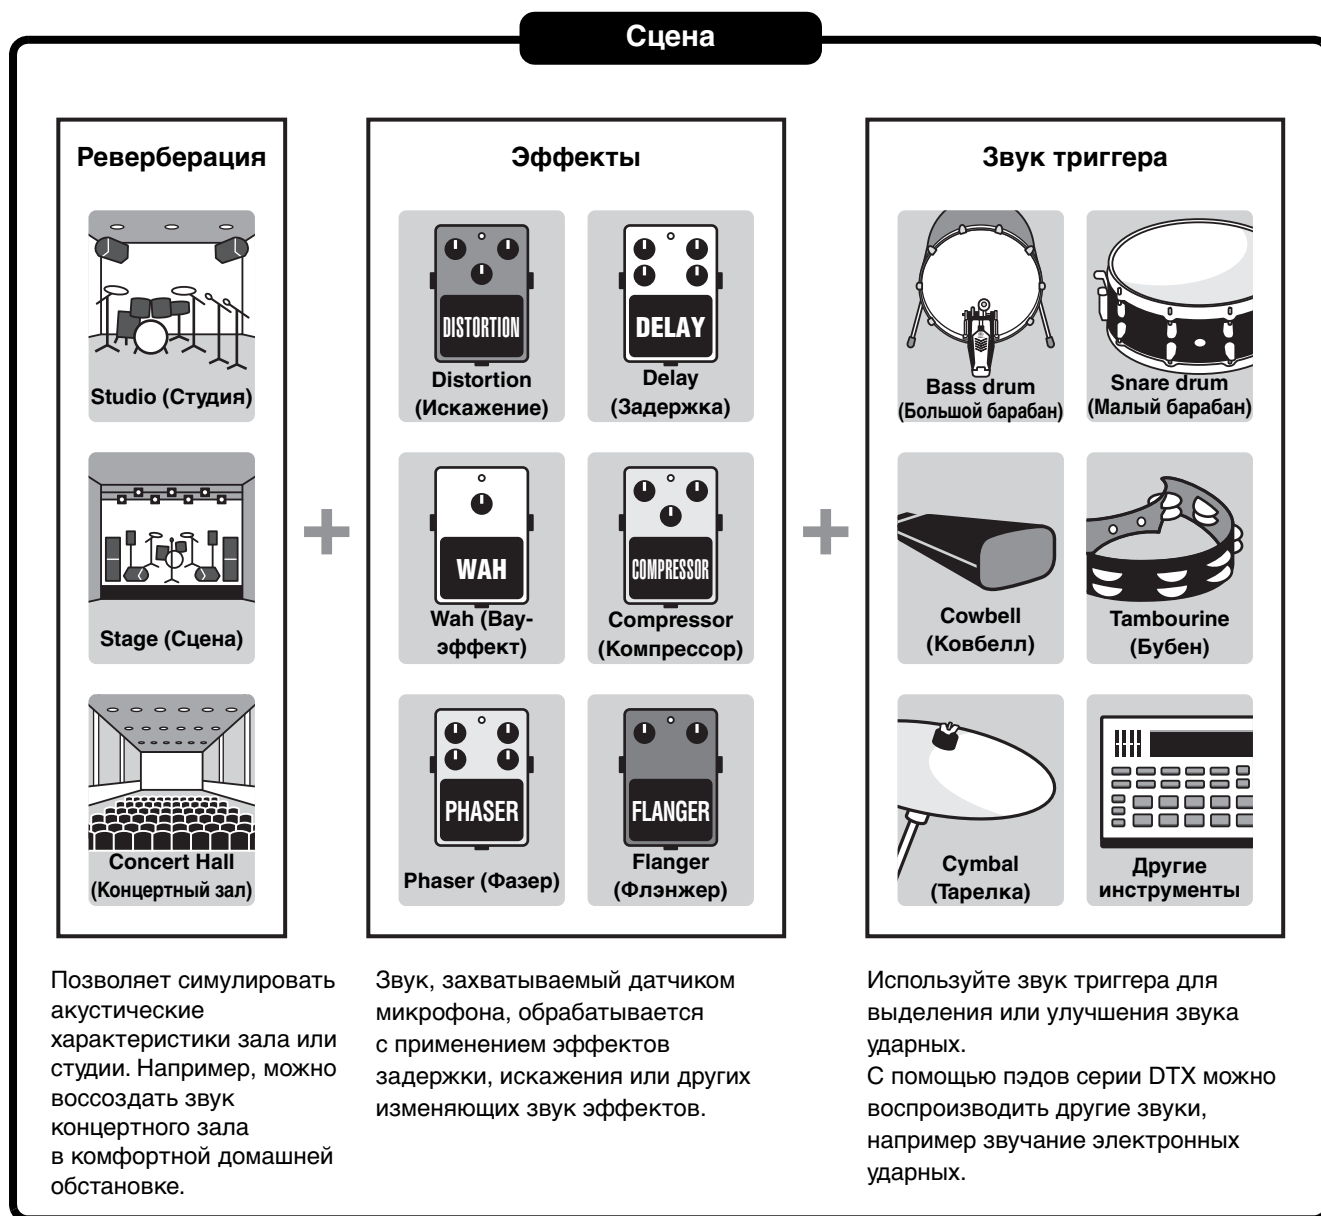 Сцена
Реверберация
Studio (Студия)
Stage (Сцена)
Concert Hall
(Концертный зал)
Позволяет симулировать
акустические
характеристики зала или
студии. Например, можно
воссоздать звук
концертного зала
в комфортной домашней
обстановке.
+
Эффекты
DISTORTION
Distortion
(Искажение)
DELAY
Delay
(Задержка)
WAH
Wah (Вау-
эффект)
COMPRESSOR
Compressor
(Компрессор)
PHASER
Phaser (Фазер)
FLANGER
Flanger
(Флэнжер)
Звук, захватываемый датчиком
микрофона, обрабатывается
с применением эффектов
задержки, искажения или других
изменяющих звук эффектов.
+
Звук триггера
Bass drum
(Большой барабан)
Snare drum
(Малый барабан)
Cowbell
(Ковбелл)
Tambourine
(Бубен)
Cymbal
(Тарелка)
Другие
инструменты
Используйте звук триггера для
выделения или улучшения звука
ударных.
С помощью пэдов серии DTX можно
воспроизводить другие звуки,
например звучание электронных
ударных.